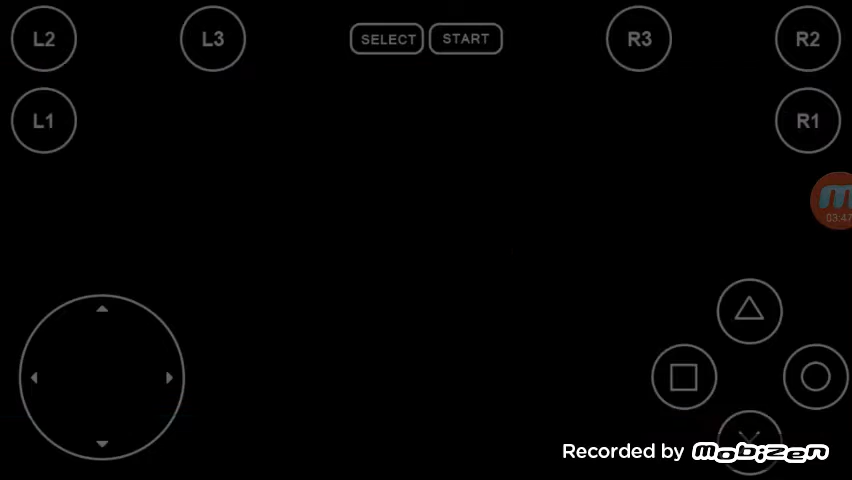 L2 L3 SELECT START R3 R2
L1 R1
03:47
Recorded by mobizen